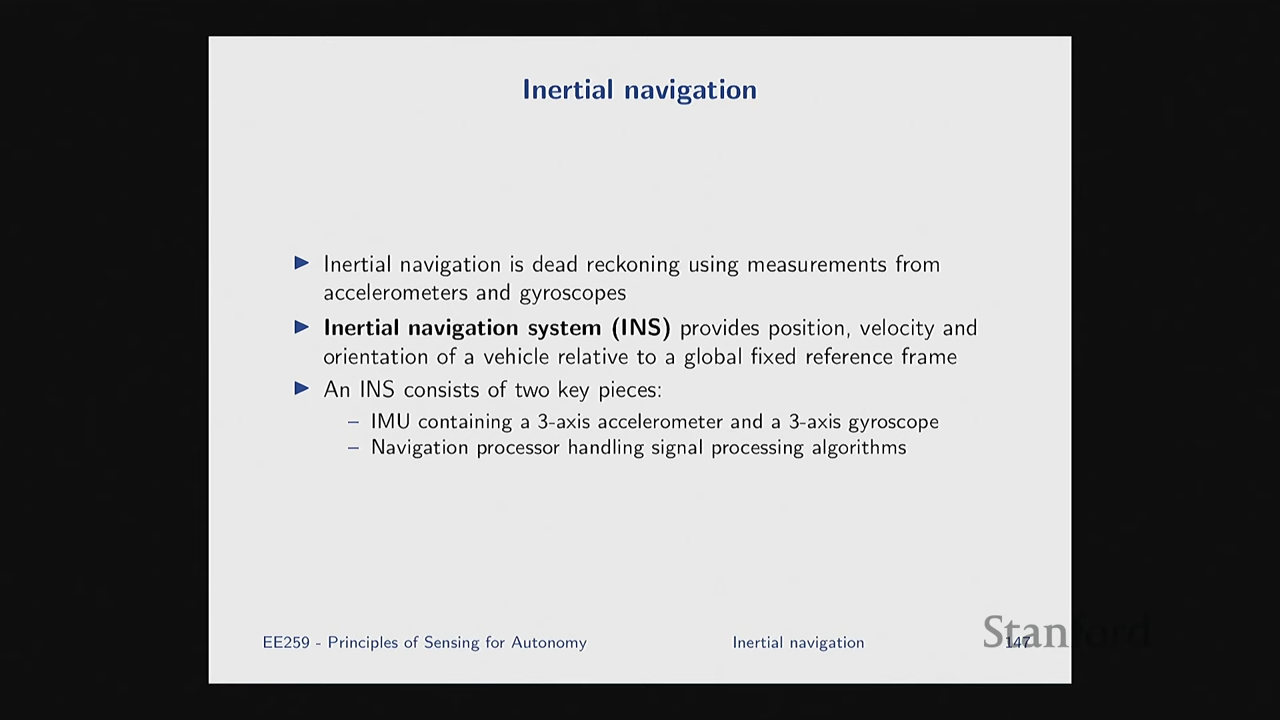 Inertial navigation
▶ Inertial navigation is dead reckoning using measurements from
accelerometers and gyroscopes
▶ Inertial navigation system (INS) provides position, velocity and
orientation of a vehicle relative to a global fixed reference frame
▶ An INS consists of two key pieces:
– IMU containing a 3-axis accelerometer and a 3-axis gyroscope
– Navigation processor handling signal processing algorithms
EE259 - Principles of Sensing for Autonomy Inertial navigation 147
Stanford